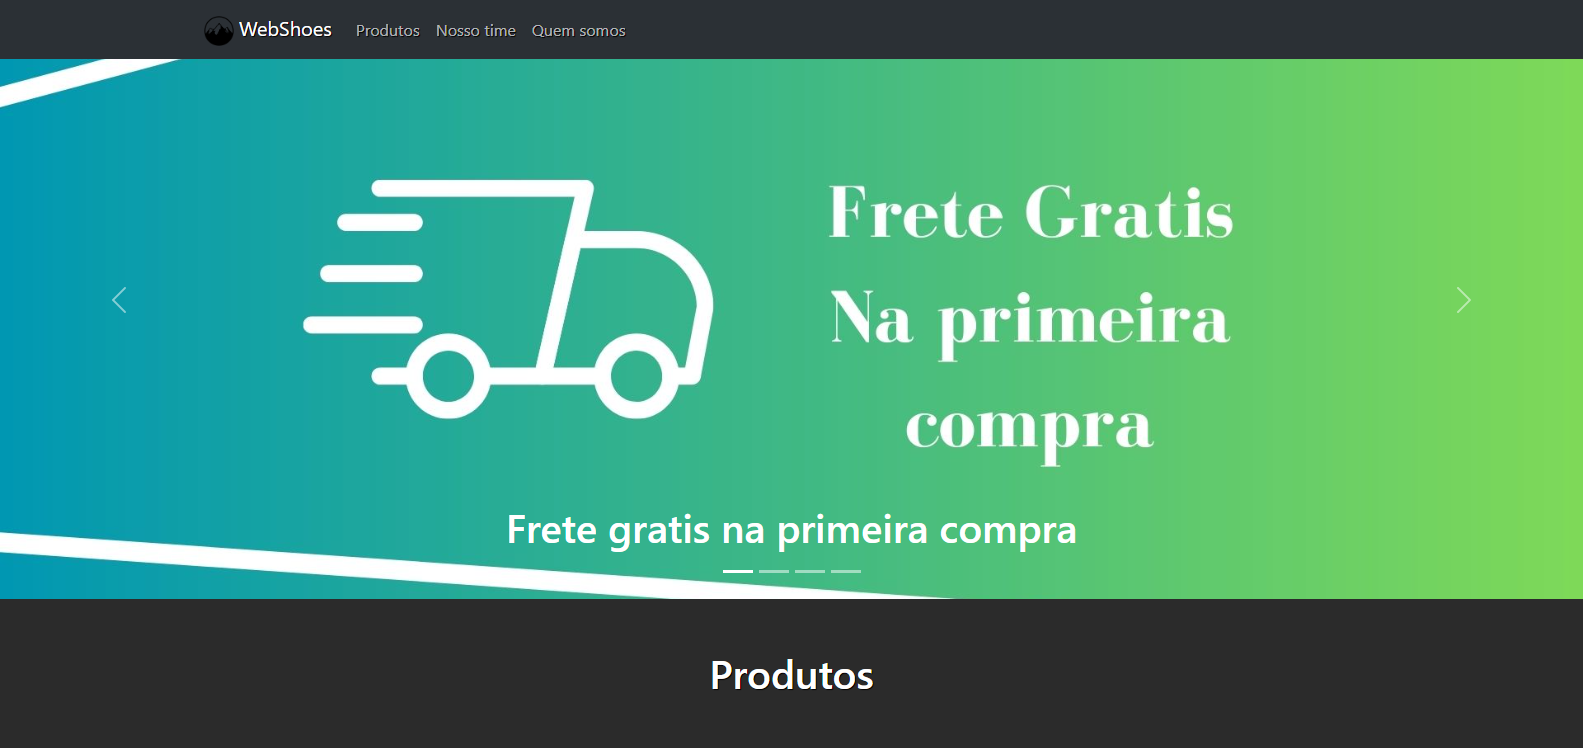 WebShoes Produtos Nosso time Quem somos
Frete Gratis
Na primeira
compra
Frete gratis na primeira compra
Produtos